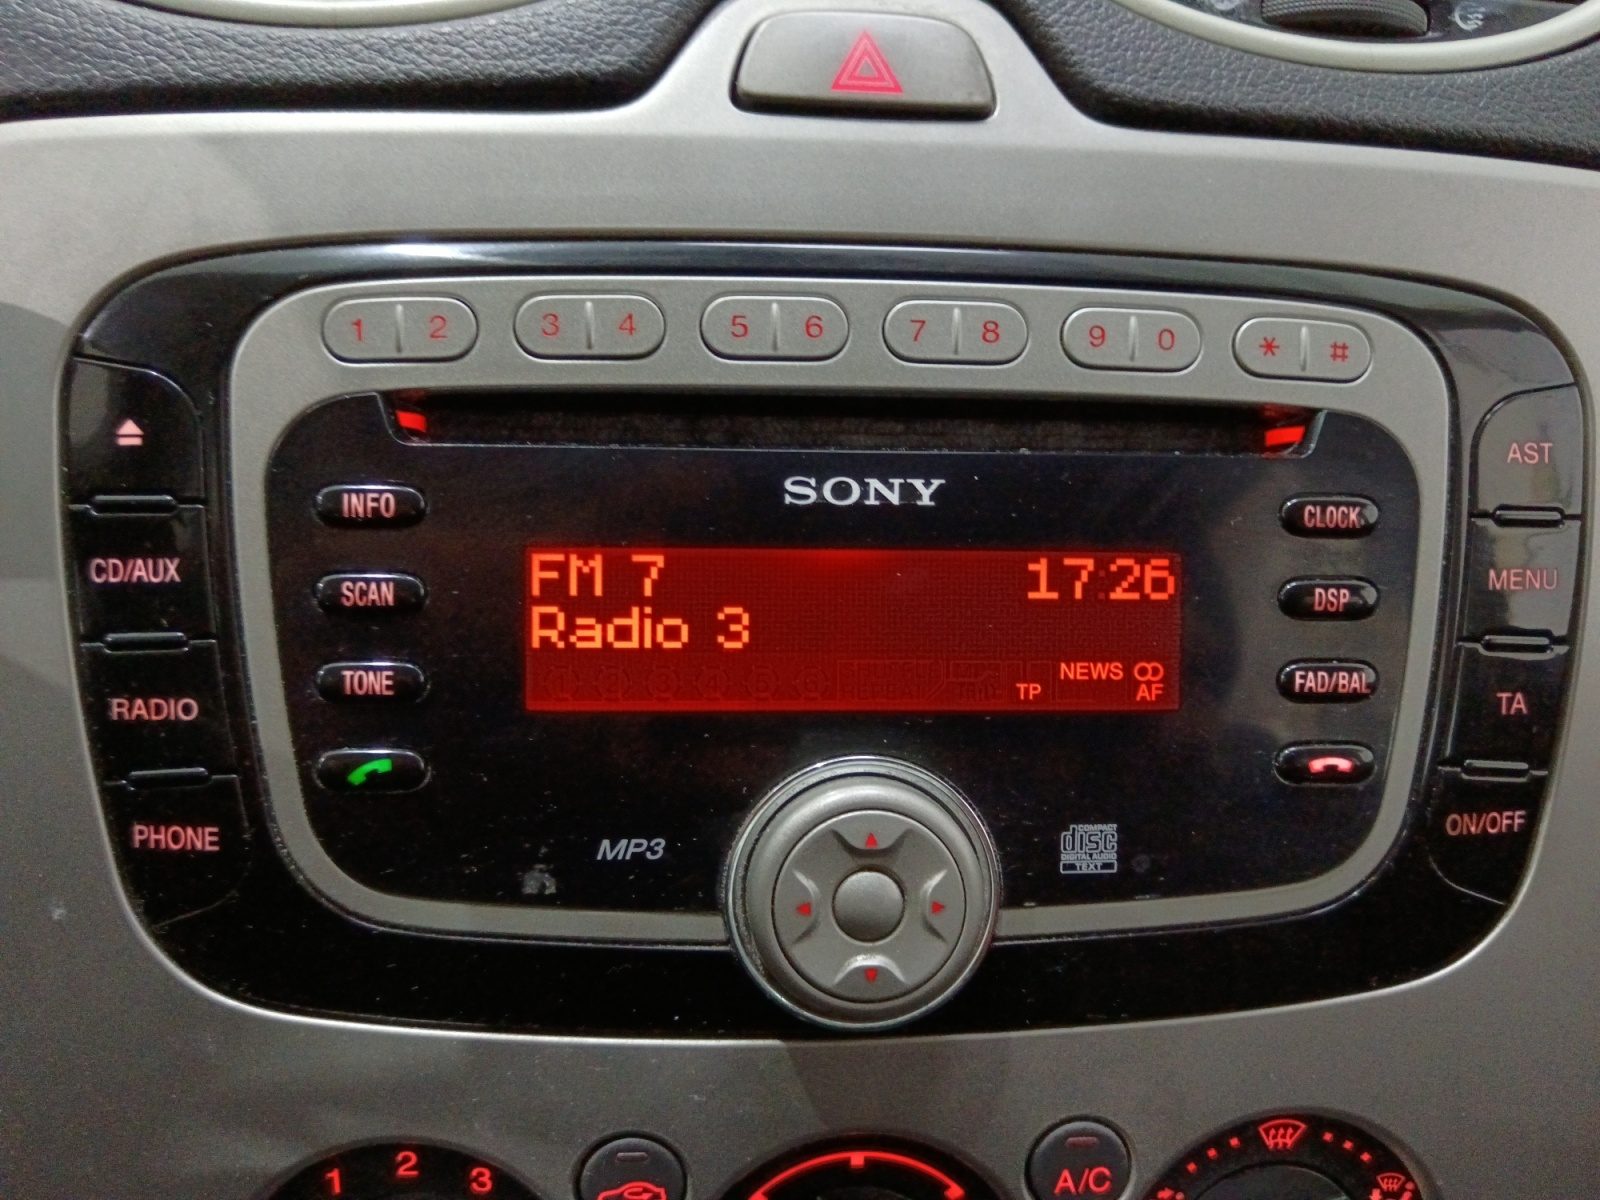 1 2 3 4 5 6 7 8 9 0 * #
SONY
AST
INFO
CLOCK
CD/AUX
FM 7 17:26
MENU
SCAN
DSP
Radio 3
NEWS
TONE
TP AF
FAD/BAL
RADIO
TA
PHONE
MP3
COMPACT
disc
DIGITAL AUDIO
TEXT
ON/OFF
1 2 3
A/C